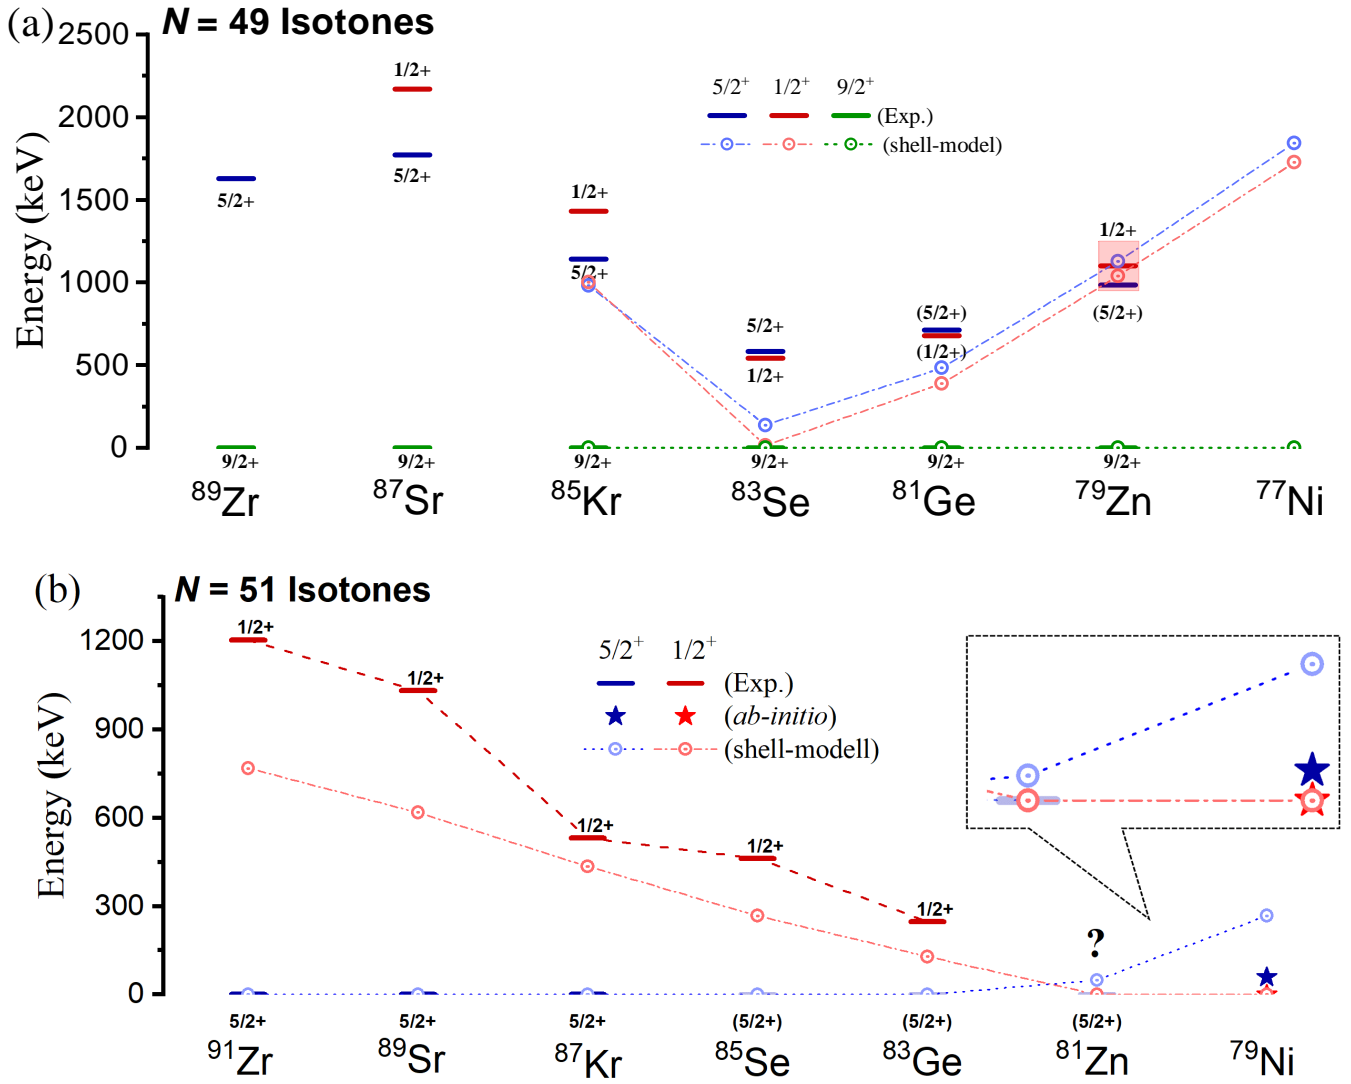 (a)
N = 49 Isotones
2500
2000
1500
1000
500
0
Energy (keV)
5/2+ 1/2+ 9/2+
(Exp.)
(shell-model)
5/2+
1/2+
5/2+
1/2+
5/2+
5/2+
1/2+
(5/2+)
(1/2+)
1/2+
(5/2+)
9/2+ 9/2+ 9/2+ 9/2+ 9/2+ 9/2+
89Zr 87Sr 85Kr 83Se 81Ge 79Zn 77Ni
(b)
N = 51 Isotones
1200
900
600
300
0
Energy (keV)
5/2+ 1/2+
(Exp.)
(ab-initio)
(shell-modell)
1/2+
1/2+
1/2+
1/2+
1/2+
?
5/2+ 5/2+ 5/2+ (5/2+) (5/2+) (5/2+)
91Zr 89Sr 87Kr 85Se 83Ge 81Zn 79Ni